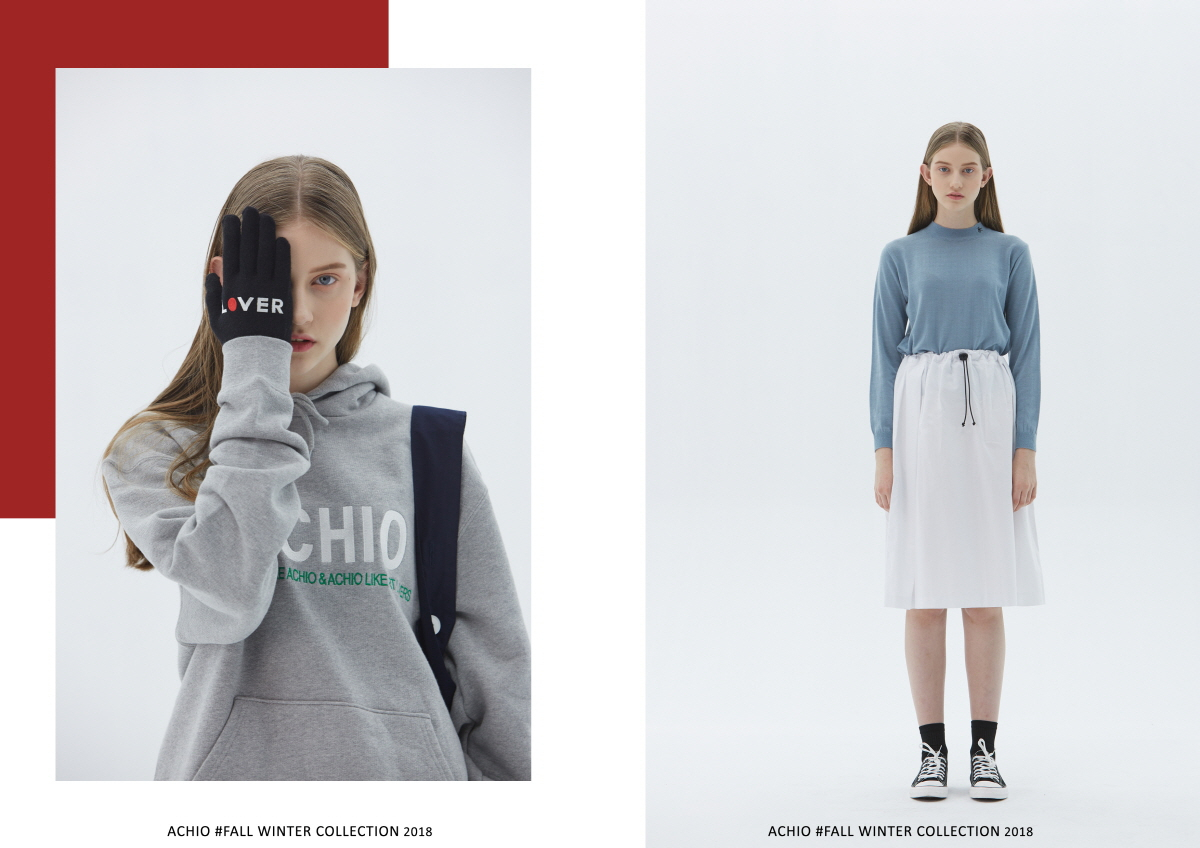 LOVER
CHIO
ACHIO & ACHIO LIKE
ACHIO #FALL WINTER COLLECTION 2018
ACHIO #FALL WINTER COLLECTION 2018